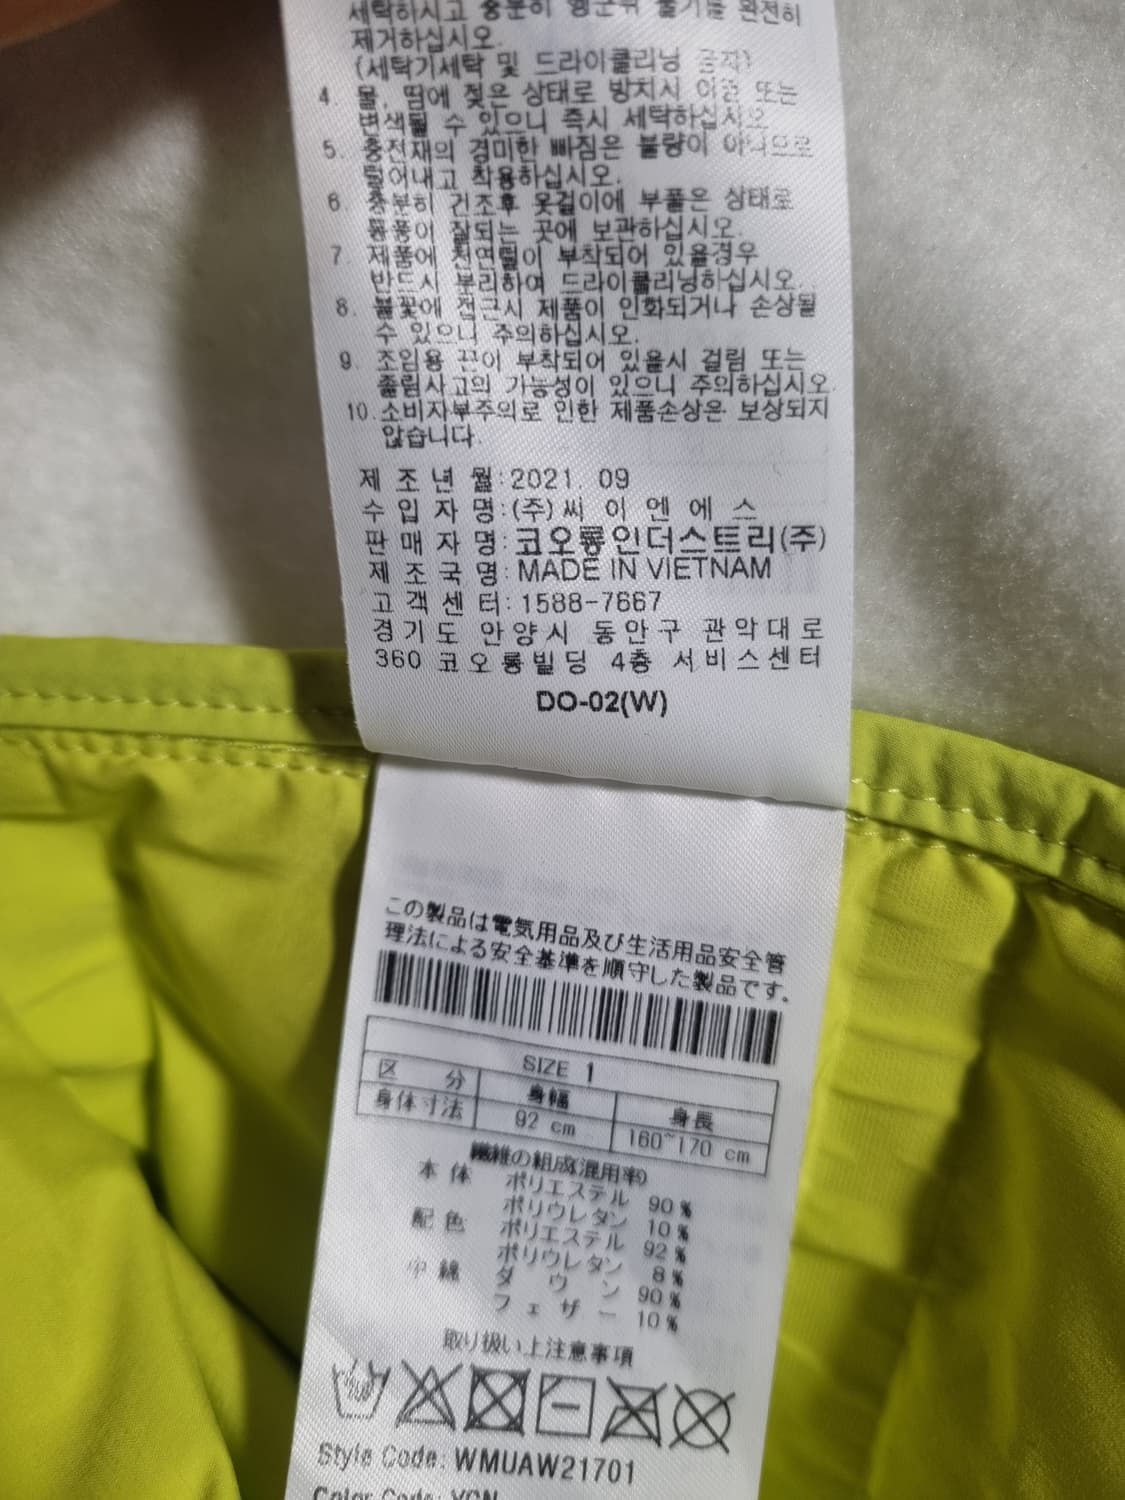 세탁하시고 충분히 헹군뒤 물기를 완전히
제거하십시오.
(세탁기세탁 및 드라이클리닝 금지)
4. 물, 땀에 젖은 상태로 방치시 이염 또는
변색될 수 있으니 즉시 세탁하십시오
5. 충전재의 경미한 빠짐은 불량이 아니므로
털어내고 착용하십시오.
6. 충분히 건조후 옷걸이에 부풀은 상태로
통풍이 잘되는 곳에 보관하십시오.
7. 제품에 천연털이 부착되어 있을경우
반드시 분리하여 드라이클리닝하십시오.
8. 불꽃에 접근시 제품이 인화되거나 손상될
수 있으니 주의하십시오.
9. 조임용 끈이 부착되어 있을시 걸림 또는
졸림사고의 가능성이 있으니 주의하십시오.
10. 소비자부주의로 인한 제품손상은 보상되지
않습니다.
제 조 년 월: 2021. 09
수 입 자 명: (주) 씨 이 엔 에 스
판 매 자 명: 코오롱인더스트리(주)
제 조 국 명: MADE IN VIETNAM
고 객 센 터: 1588-7667
경기도 안양시 동안구 관악대로
360 코오롱빌딩 4층 서비스센터
DO-02(W)
この製品は電気用品及び生活用品安全管
理法による安全基準を順守した製品です.
SIZE 1
区 分 身幅 身長
身体寸法 92 cm 160~170 cm
繊維の組成(混用率)
本 体 ポリエステル 90 %
ポリウレタン 10 %
配 色 ポリエステル 92 %
ポリウレタン 8 %
中 綿 ダ ウ ン 90 %
フ ェ ザ ー 10 %
取り扱い上注意事項
Style Code: WMUAW21701
Color Code: YGN